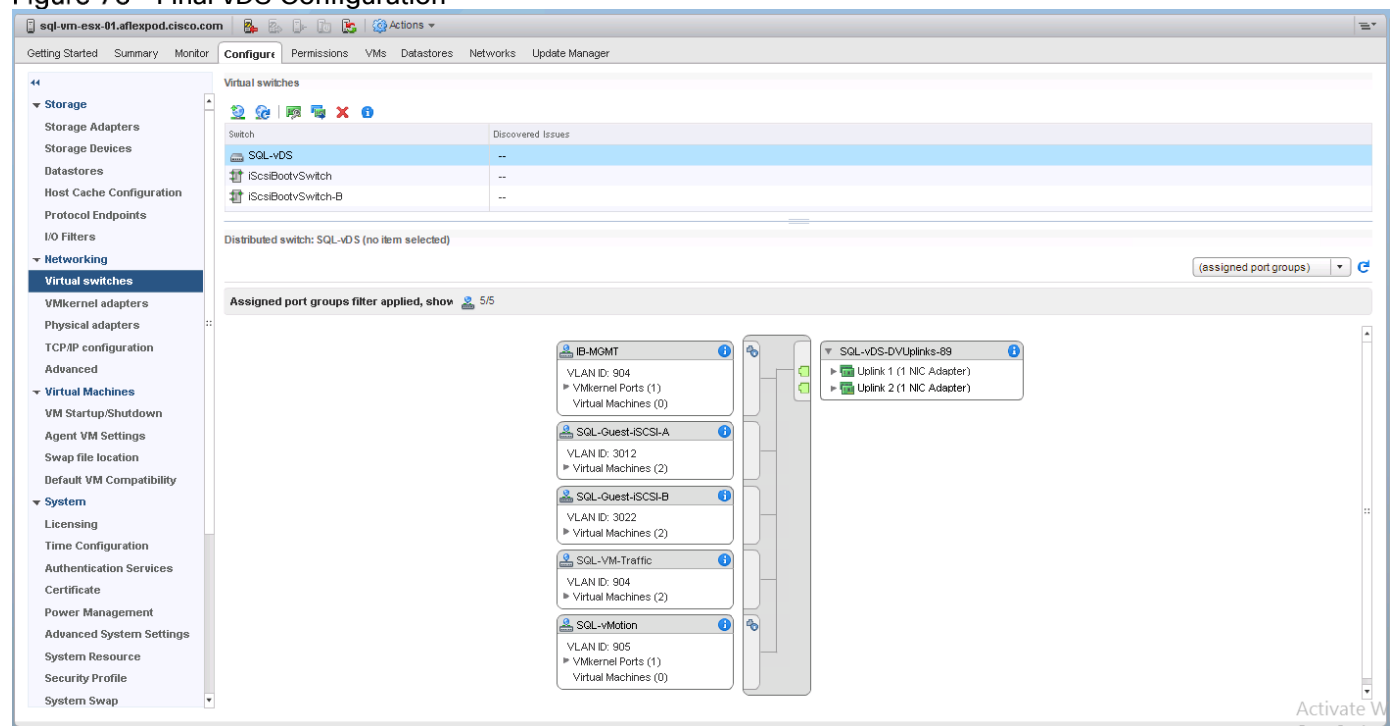 sql-vm-esx-01.aflexpod.cisco.com Actions
Getting Started Summary Monitor Configure Permissions VMs Datastores Networks Update Manager
Storage
Storage Adapters
Storage Devices
Datastores
Host Cache Configuration
Protocol Endpoints
I/O Filters
Networking
Virtual switches
VMkernel adapters
Physical adapters
TCP/IP configuration
Advanced
Virtual Machines
VM Startup/Shutdown
Agent VM Settings
Swap file location
Default VM Compatibility
System
Licensing
Time Configuration
Authentication Services
Certificate
Power Management
Advanced System Settings
System Resource
Security Profile
System Swap
Virtual switches
Switch Discovered Issues
SQL-vDS --
iScsiBootvSwitch --
iScsiBootvSwitch-B --
Distributed switch: SQL-vDS (no item selected)
(assigned port groups)
Assigned port groups filter applied, show 5/5
IB-MGMT
VLAN ID: 904
VMkernel Ports (1)
Virtual Machines (0)
SQL-Guest-iSCSI-A
VLAN ID: 3012
Virtual Machines (2)
SQL-Guest-iSCSI-B
VLAN ID: 3022
Virtual Machines (2)
SQL-VM-Traffic
VLAN ID: 904
Virtual Machines (2)
SQL-vMotion
VLAN ID: 905
VMkernel Ports (1)
Virtual Machines (0)
SQL-vDS-DVUplinks-89
Uplink 1 (1 NIC Adapter)
Uplink 2 (1 NIC Adapter)
Activate W